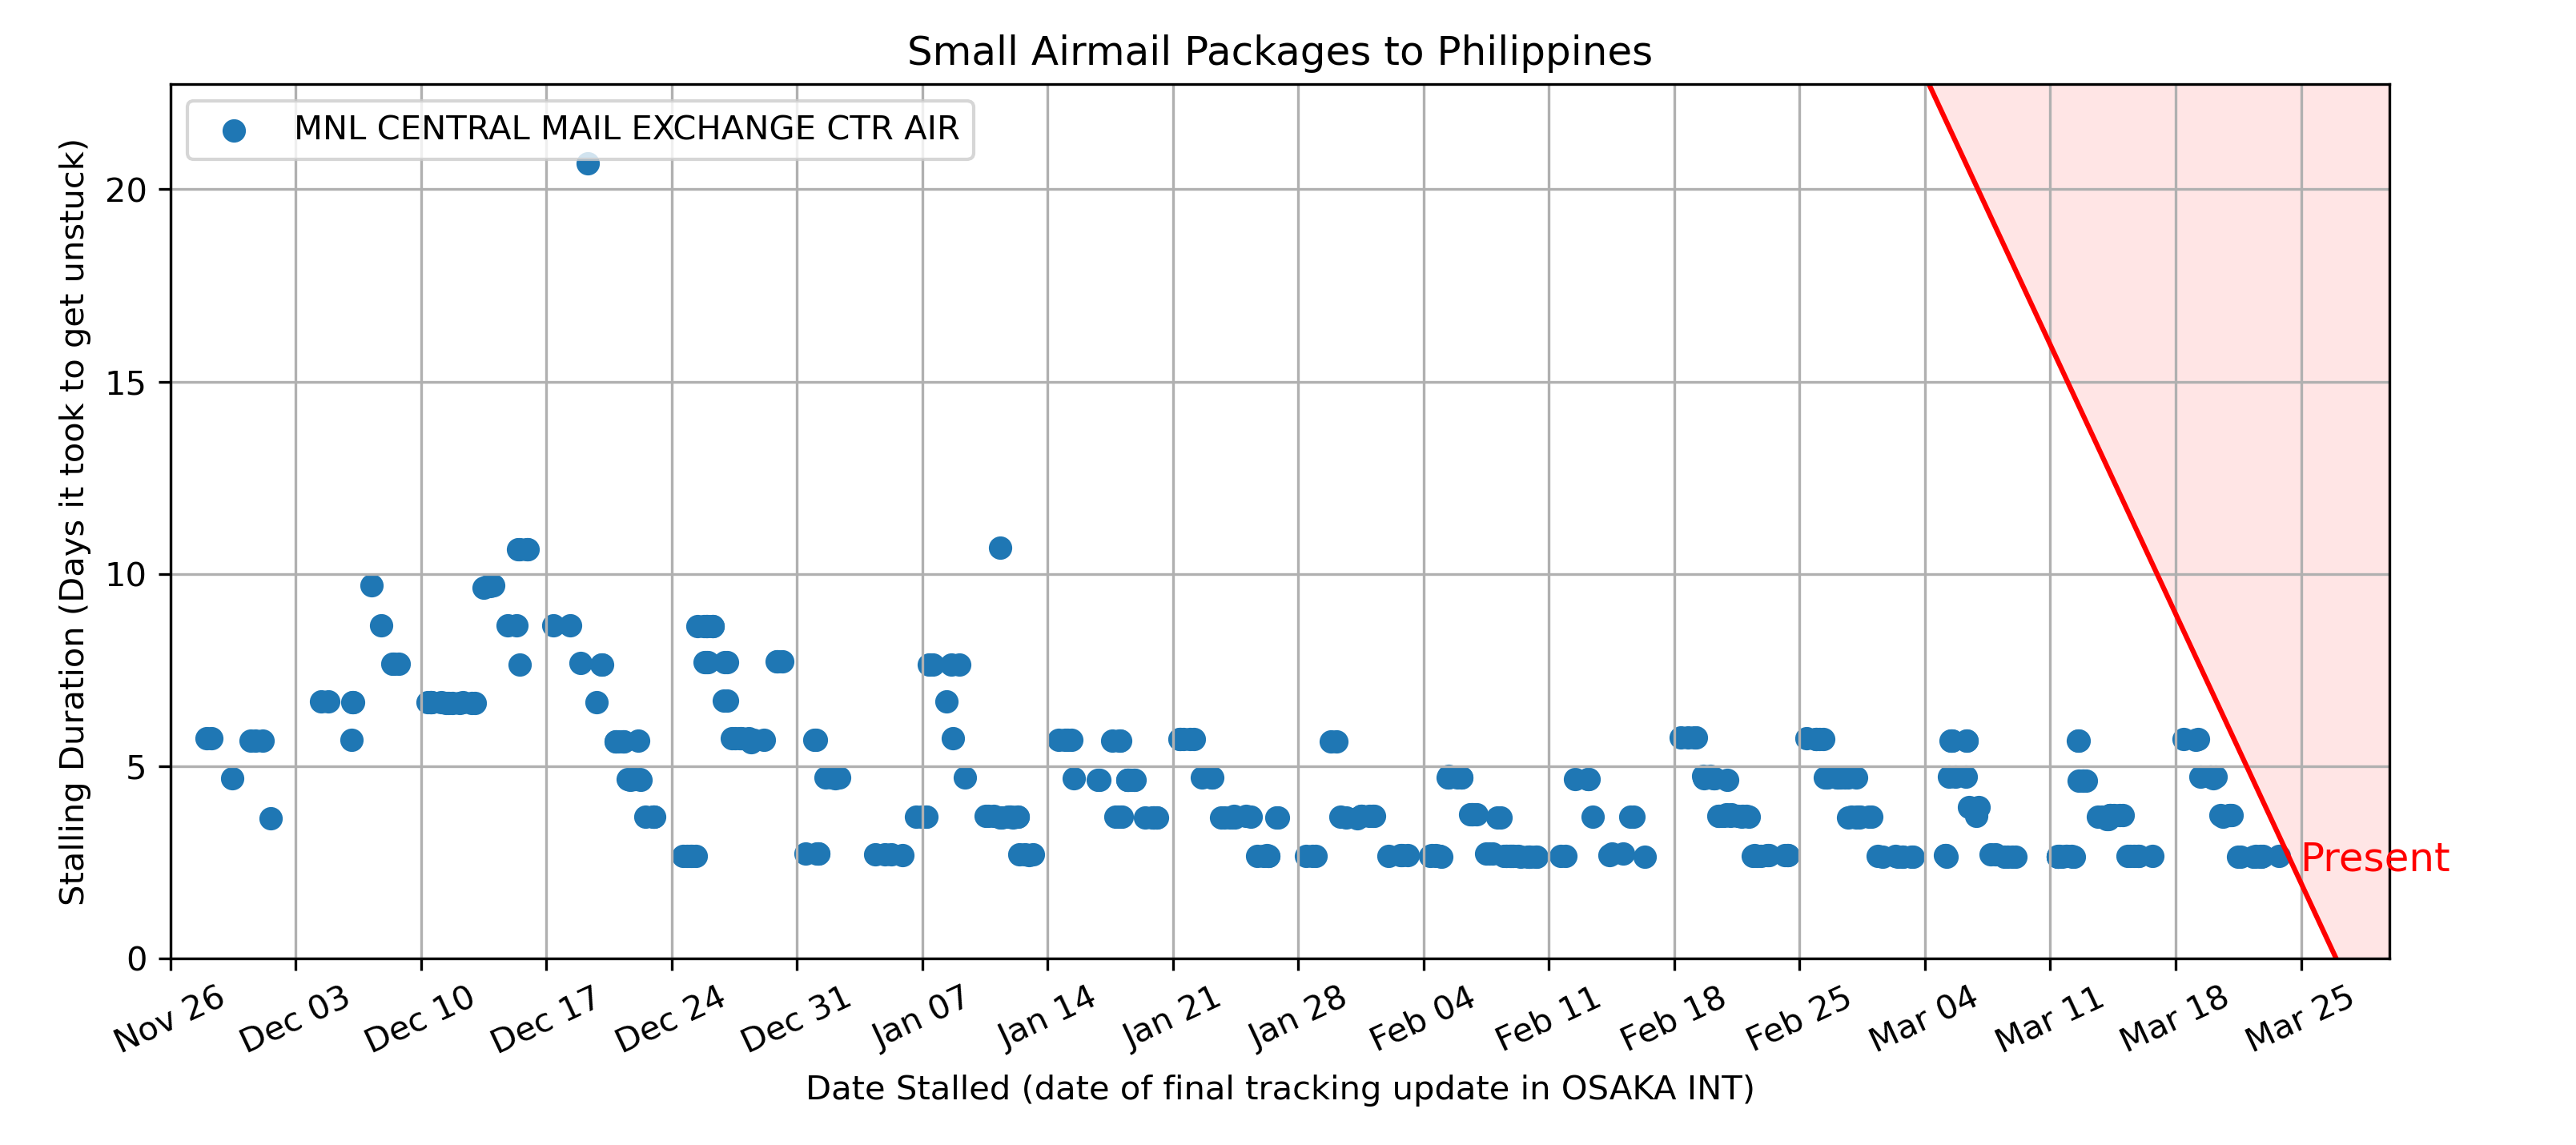 Small Airmail Packages to Philippines
MNL CENTRAL MAIL EXCHANGE CTR AIR
Stalling Duration (Days it took to get unstuck)
20
15
10
5
0
Present
Nov 26
Dec 03
Dec 10
Dec 17
Dec 24
Dec 31
Jan 07
Jan 14
Jan 21
Jan 28
Feb 04
Feb 11
Feb 18
Feb 25
Mar 04
Mar 11
Mar 18
Mar 25
Date Stalled (date of final tracking update in OSAKA INT)